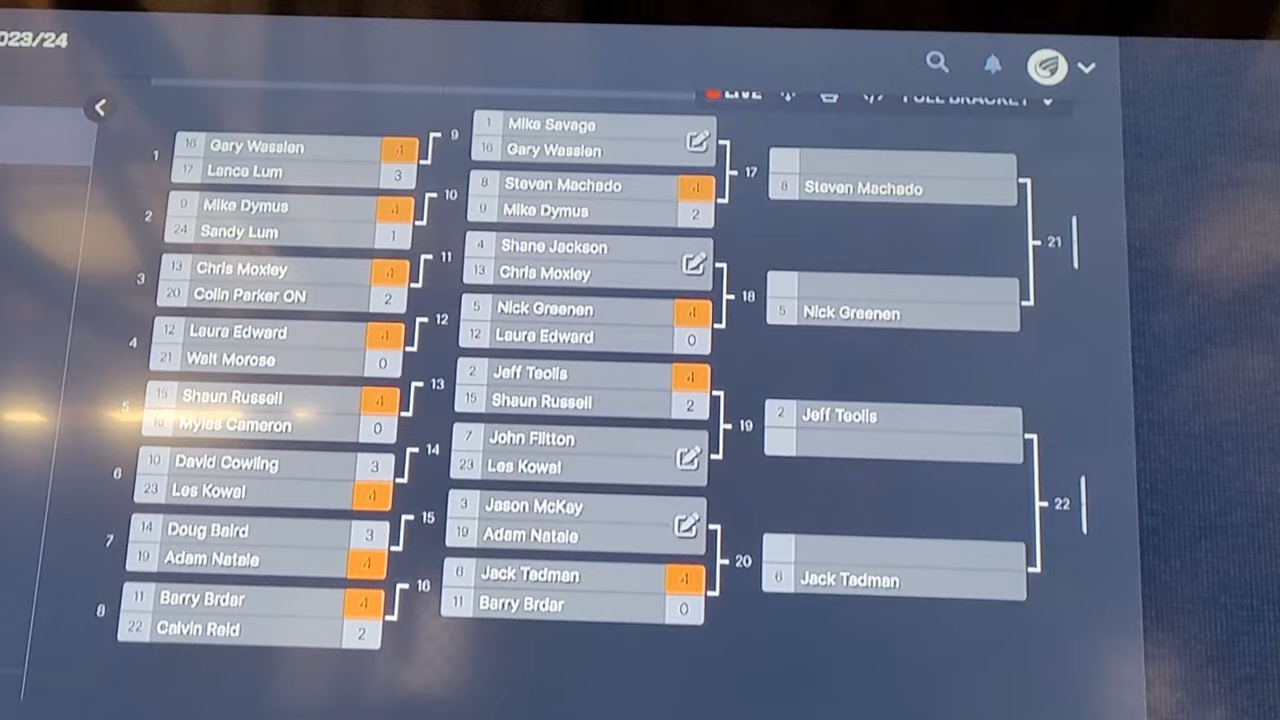 023/24
LIVE
FULL BRACKET
1
16 Gary Wasslen 4
17 Lance Lum 3
2
9 Mike Dymus 4
24 Sandy Lum 1
3
13 Chris Moxley 4
20 Colin Parker ON 2
4
12 Laura Edward 4
21 Walt Morose 0
5
15 Shaun Russell 4
18 Myles Cameron 0
6
10 David Cowling 3
23 Les Kowal 4
7
14 Doug Baird 3
19 Adam Natale 4
8
11 Barry Brdar 4
22 Calvin Reid 2
9
1 Mike Savage
16 Gary Wasslen
10
8 Steven Machado 4
9 Mike Dymus 2
11
4 Shane Jackson
13 Chris Moxley
12
5 Nick Greenen 4
12 Laura Edward 0
13
2 Jeff Teolis 4
15 Shaun Russell 2
14
7 John Flitton
23 Les Kowal
15
3 Jason McKay
19 Adam Natale
16
6 Jack Tadman 4
11 Barry Brdar 0
17
8 Steven Machado
18
5 Nick Greenen
19
2 Jeff Teolis
20
6 Jack Tadman
21
22